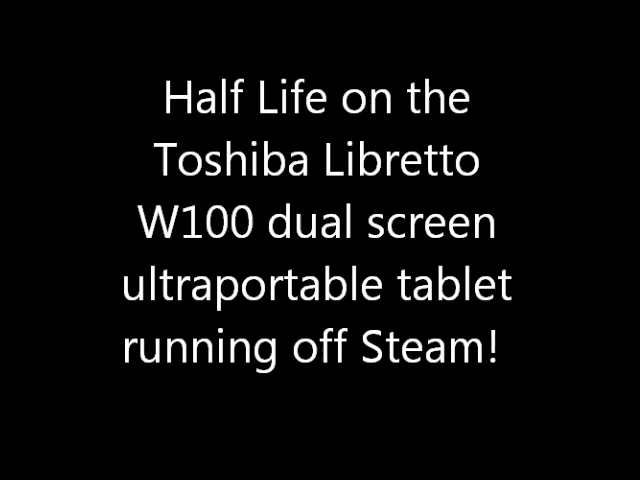 Half Life on the
Toshiba Libretto
W100 dual screen
ultraportable tablet
running off Steam!